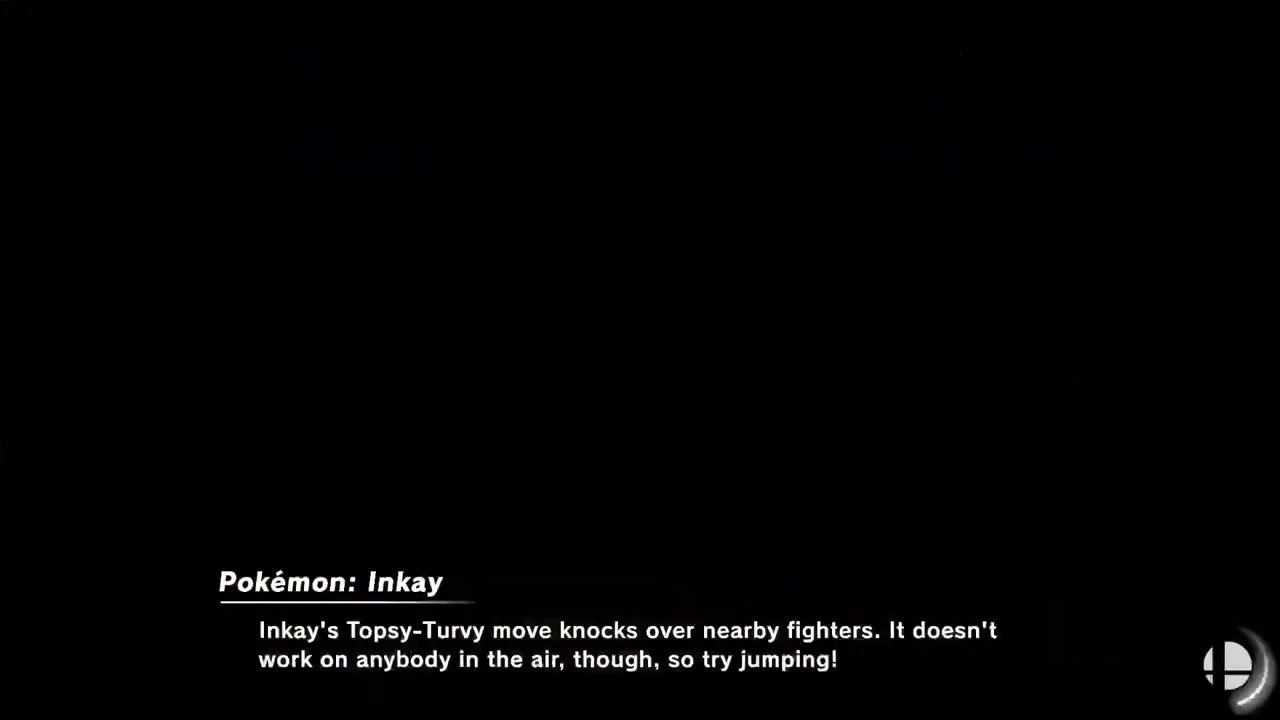 Pokémon: Inkay
Inkay's Topsy-Turvy move knocks over nearby fighters. It doesn't
work on anybody in the air, though, so try jumping!